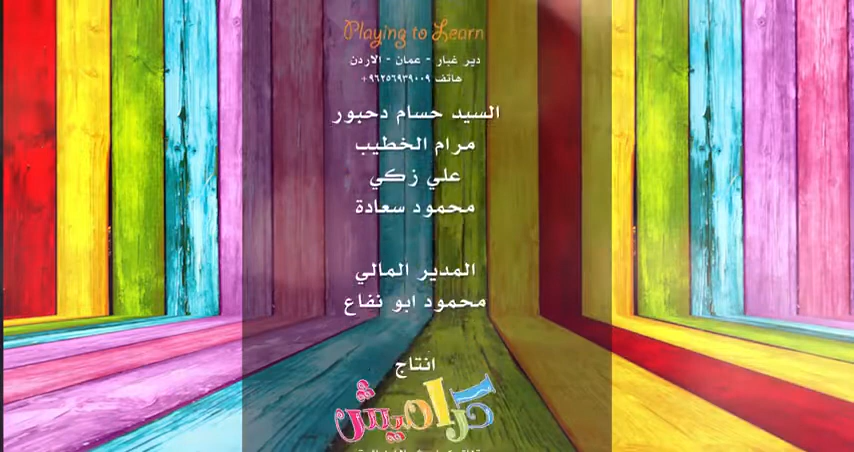 Playing to Learn
دير غبار - عمان - الاردن
هاتف ٩٦٢٥٦٩٣٩٠٠٩+
السيد حسام دحبور
مرام الخطيب
علي زكي
محمود سعادة
المدير المالي
محمود ابو نفاع
انتاج
كراميش